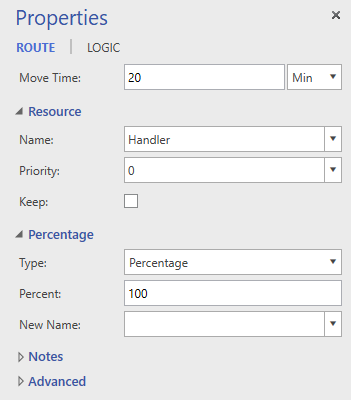 Properties
ROUTE | LOGIC
Move Time: 20 Min
Resource
Name: Handler
Priority: 0
Keep:
Percentage
Type: Percentage
Percent: 100
New Name:
Notes
Advanced